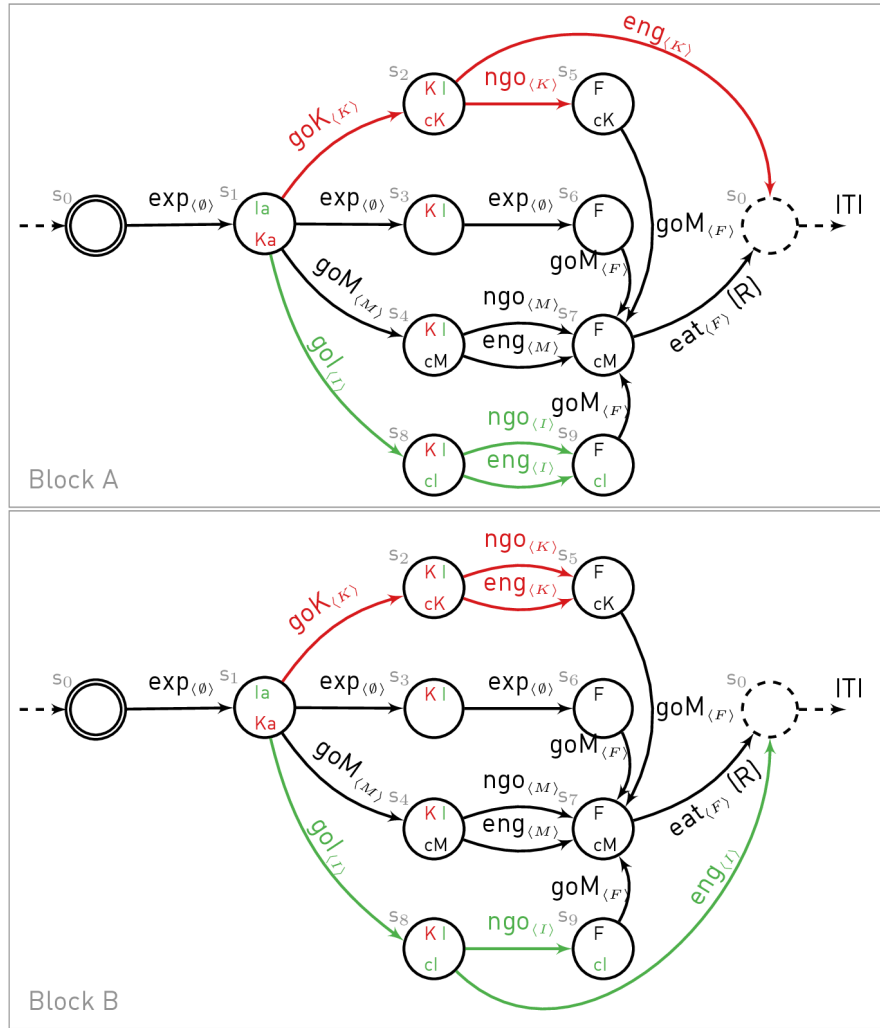 eng⟨K⟩
s₂ K I ngo⟨K⟩ s₅ F
goK⟨K⟩ cK cK
s₀ exp⟨∅⟩ s₁ Ia exp⟨∅⟩ s₃ K I exp⟨∅⟩ s₆ F s₀ ITI
Ka goM⟨F⟩
goM⟨M⟩ goM⟨F⟩
s₄ K I ngo⟨M⟩ s₇ F
cM eng⟨M⟩ cM eat⟨F⟩ (R)
goI⟨I⟩ goM⟨F⟩
s₈ K I ngo⟨I⟩ s₉ F
cI eng⟨I⟩ cI
Block A
ngo⟨K⟩
s₂ K I eng⟨K⟩ s₅ F
goK⟨K⟩ cK cK
s₀ exp⟨∅⟩ s₁ Ia exp⟨∅⟩ s₃ K I exp⟨∅⟩ s₆ F s₀ ITI
Ka goM⟨F⟩
goM⟨M⟩ goM⟨F⟩
s₄ K I ngo⟨M⟩ s₇ F
cM eng⟨M⟩ cM eat⟨F⟩ (R)
goI⟨I⟩ goM⟨F⟩ eng⟨I⟩
s₈ K I ngo⟨I⟩ s₉ F
cI cI
Block B